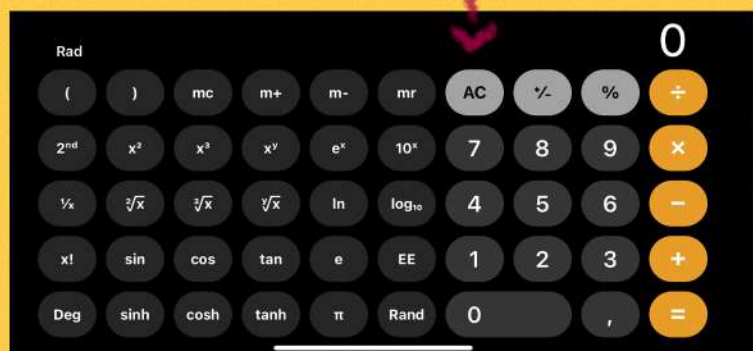 Rad
0
( ) mc m+ m- mr AC +/- % ÷
2ⁿᵈ x² x³ xʸ eˣ 10ˣ 7 8 9 ×
¹/x ²√x ³√x ʸ√x ln log₁₀ 4 5 6 −
x! sin cos tan e EE 1 2 3 +
Deg sinh cosh tanh π Rand 0 , =